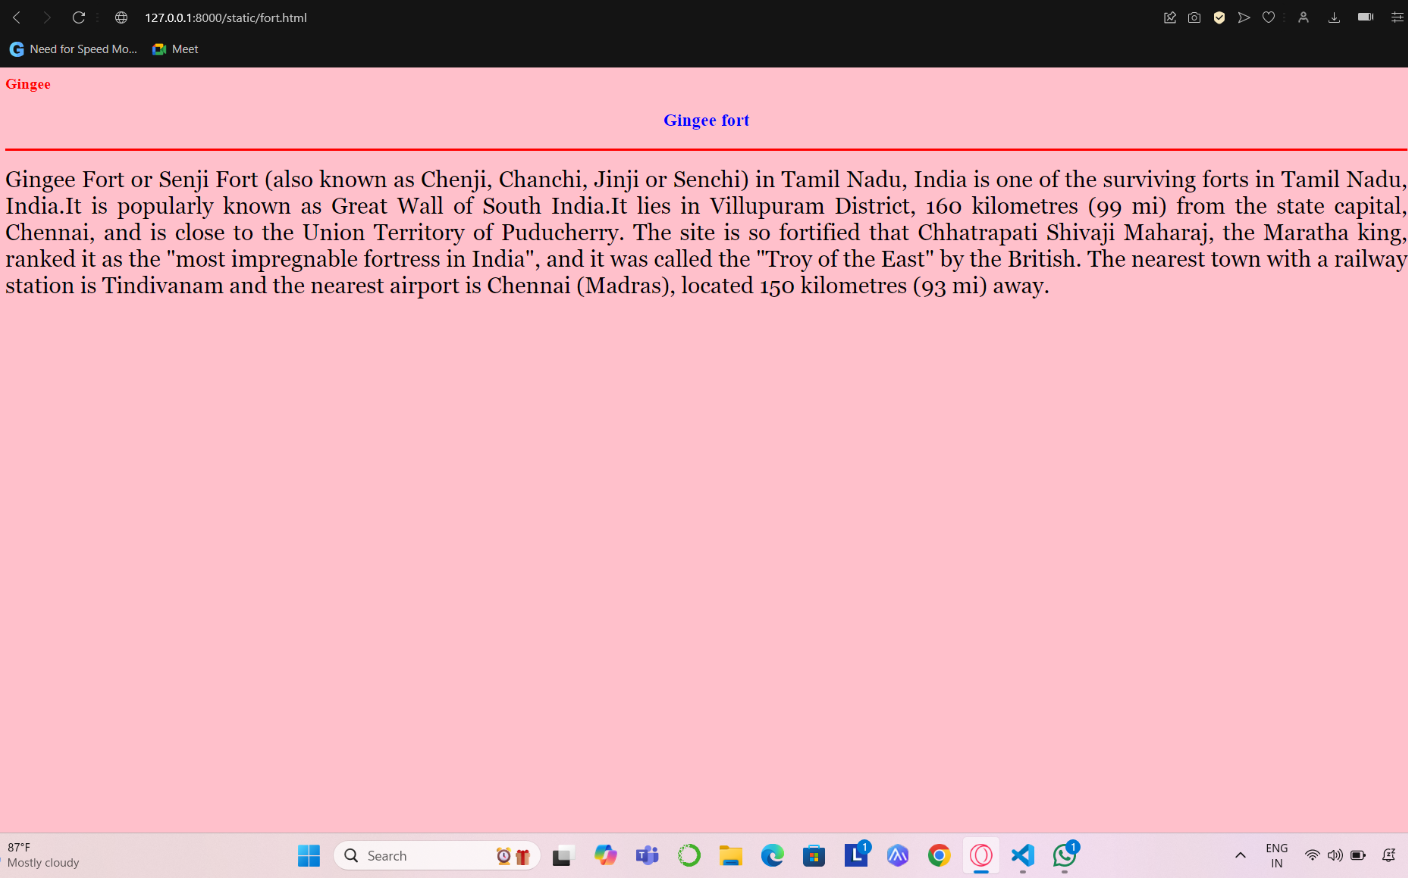 127.0.0.1:8000/static/fort.html
Need for Speed Mo... Meet
Gingee
Gingee fort
Gingee Fort or Senji Fort (also known as Chenji, Chanchi, Jinji or Senchi) in Tamil Nadu, India is one of the surviving forts in Tamil Nadu,
India.It is popularly known as Great Wall of South India.It lies in Villupuram District, 160 kilometres (99 mi) from the state capital,
Chennai, and is close to the Union Territory of Puducherry. The site is so fortified that Chhatrapati Shivaji Maharaj, the Maratha king,
ranked it as the "most impregnable fortress in India", and it was called the "Troy of the East" by the British. The nearest town with a railway
station is Tindivanam and the nearest airport is Chennai (Madras), located 150 kilometres (93 mi) away.
87°F
Mostly cloudy
Search
1
1
ENG
IN